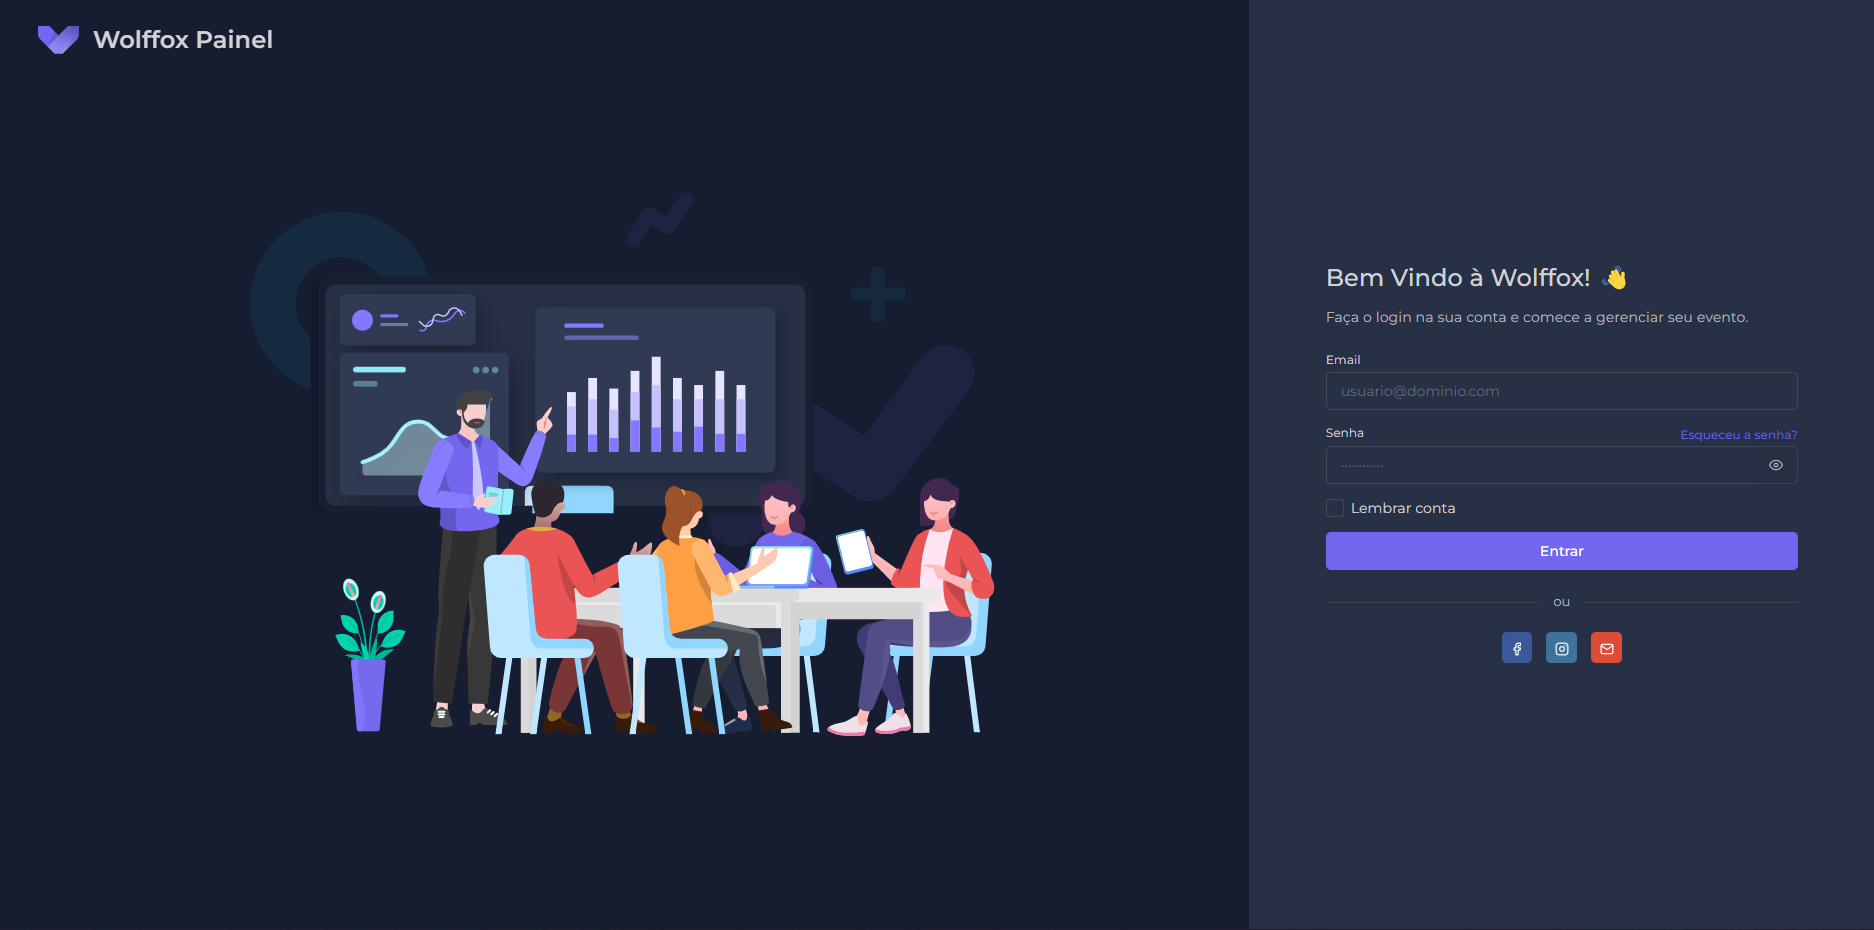 Wolffox Painel
Bem Vindo à Wolffox! 👋
Faça o login na sua conta e comece a gerenciar seu evento.
Email
usuario@dominio.com
Senha
Esqueceu a senha?
············
Lembrar conta
Entrar
ou